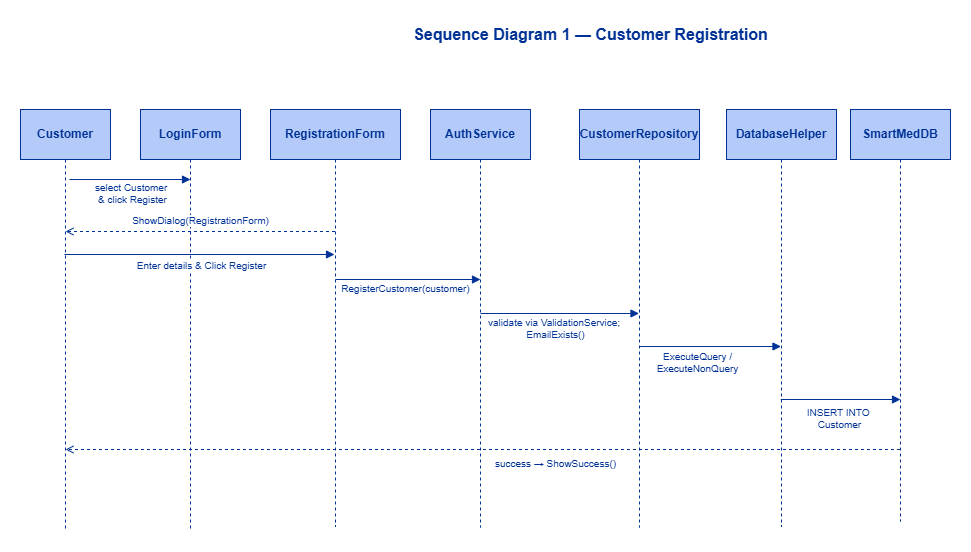 Sequence Diagram 1 — Customer Registration
Customer
LoginForm
RegistrationForm
AuthService
CustomerRepository
DatabaseHelper
SmartMedDB
select Customer
& click Register
ShowDialog(RegistrationForm)
Enter details & Click Register
RegisterCustomer(customer)
validate via ValidationService;
EmailExists()
ExecuteQuery /
ExecuteNonQuery
INSERT INTO
Customer
success → ShowSuccess()